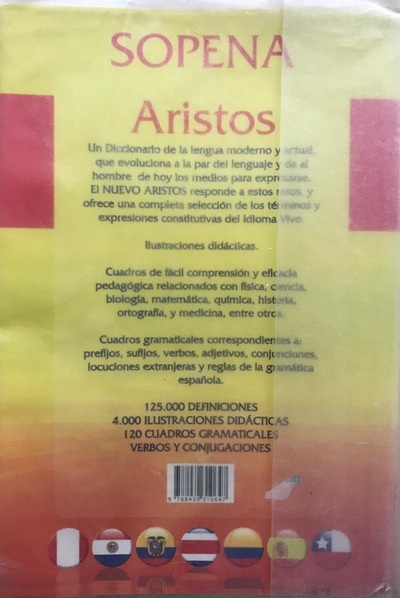 SOPENA
Aristos
Un Diccionario de la lengua moderno y actual,
que evoluciona a la par del lenguaje y da al
hombre de hoy los medios para expresarse.
El NUEVO ARISTOS responde a estos retos, y
ofrece una completa selección de los términos y
expresiones constitutivas del Idioma Vivo.
Ilustraciones didácticas.
Cuadros de fácil comprensión y eficacia
pedagógica relacionados con física, ciencia,
biología, matemática, química, historia,
ortografía, y medicina, entre otros.
Cuadros gramaticales correspondientes a:
prefijos, sufijos, verbos, adjetivos, conjunciones,
locuciones extranjeras y reglas de la gramática
española.
125.000 DEFINICIONES
4.000 ILUSTRACIONES DIDÁCTICAS
120 CUADROS GRAMATICALES
VERBOS Y CONJUGACIONES